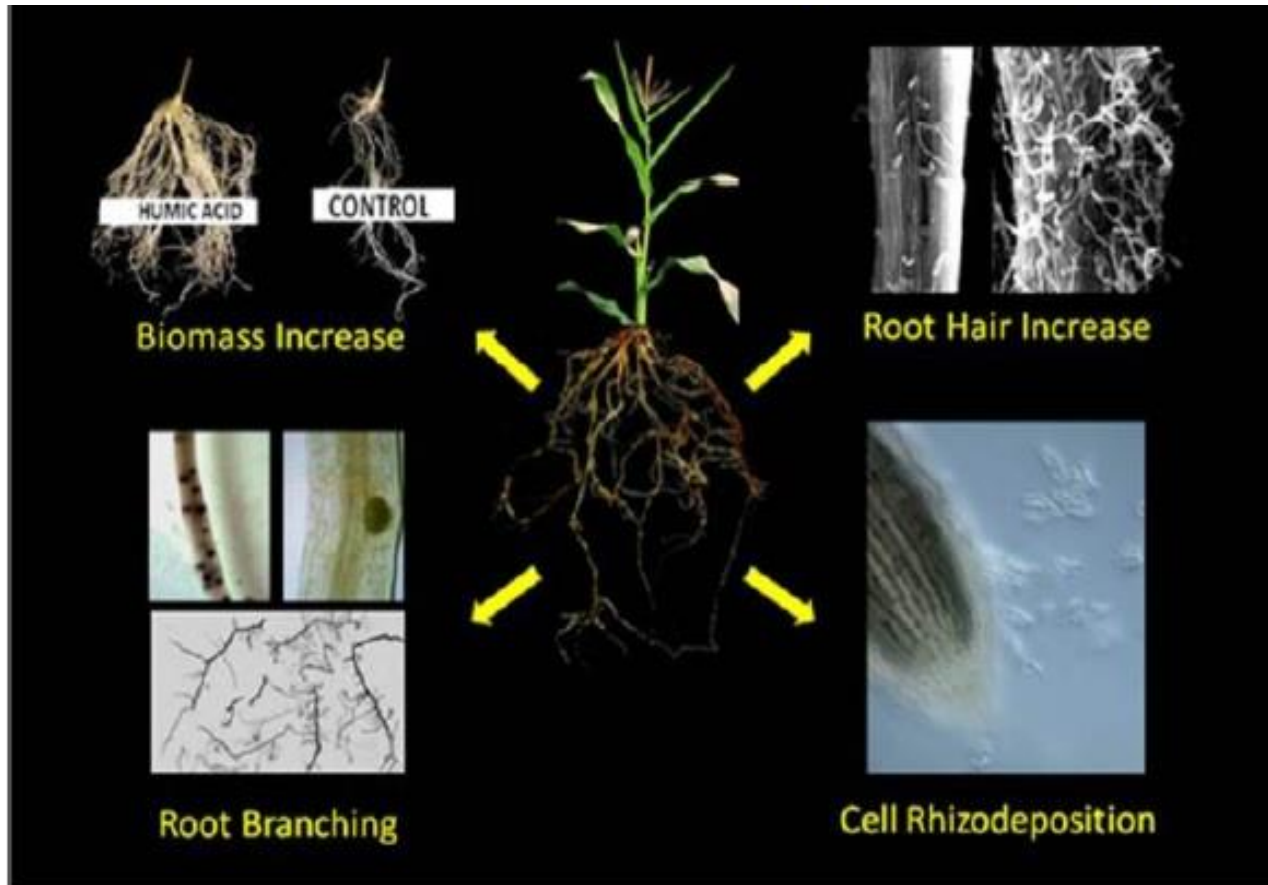 HUMIC ACID
CONTROL
Biomass Increase
Root Hair Increase
Root Branching
Cell Rhizodeposition